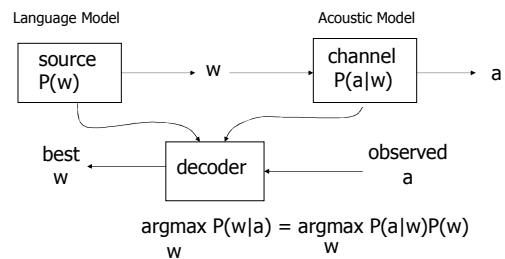 Language Model
Acoustic Model
source
P(w)
w
channel
P(a|w)
a
best
w
decoder
observed
a
argmax P(w|a) = argmax P(a|w)P(w)
w w